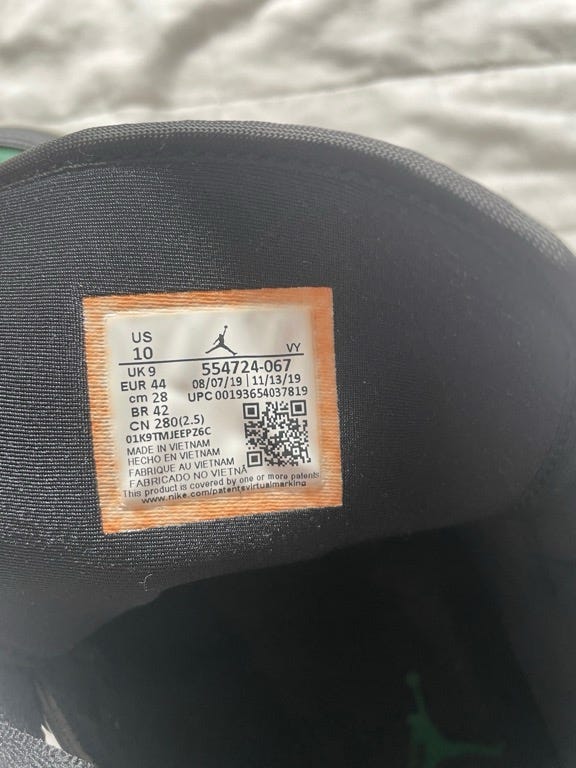 US
10
VY
UK 9
554724-067
EUR 44
08/07/19 | 11/13/19
cm 28
UPC 00193654037819
BR 42
CN 280(2.5)
01K9TMJEEPZ6C
MADE IN VIETNAM
HECHO EN VIETNAM
FABRIQUE AU VIETNAM
FABRICADO NO VIETNÃ
This product is covered by one or more patents
www.nike.com/patentsvirtualmarking